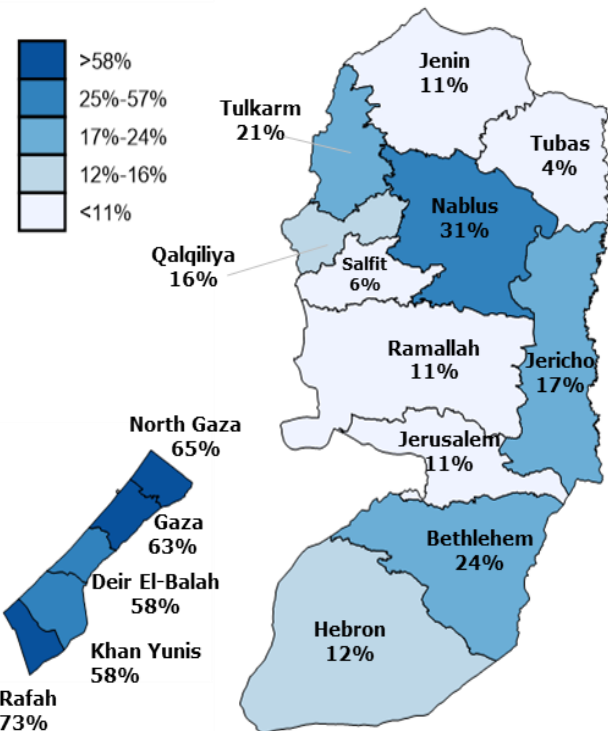 >58%
25%-57%
17%-24%
12%-16%
<11%
Jenin
11%
Tulkarm
21%
Tubas
4%
Nablus
31%
Qalqiliya
16%
Salfit
6%
Ramallah
11%
Jericho
17%
Jerusalem
11%
North Gaza
65%
Gaza
63%
Deir El-Balah
58%
Khan Yunis
58%
Rafah
73%
Bethlehem
24%
Hebron
12%